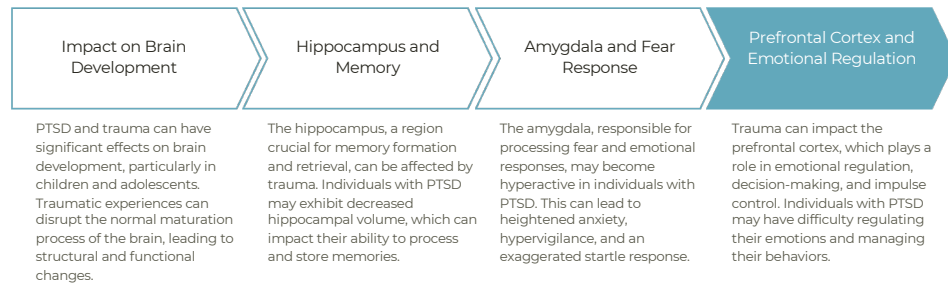 Impact on Brain
Development
PTSD and trauma can have
significant effects on brain
development, particularly in
children and adolescents.
Traumatic experiences can
disrupt the normal maturation
process of the brain, leading to
structural and functional
changes.
Hippocampus and
Memory
The hippocampus, a region
crucial for memory formation
and retrieval, can be affected by
trauma. Individuals with PTSD
may exhibit decreased
hippocampal volume, which can
impact their ability to process
and store memories.
Amygdala and Fear
Response
The amygdala, responsible for
processing fear and emotional
responses, may become
hyperactive in individuals with
PTSD. This can lead to
heightened anxiety,
hypervigilance, and an
exaggerated startle response.
Prefrontal Cortex and
Emotional Regulation
Trauma can impact the
prefrontal cortex, which plays a
role in emotional regulation,
decision-making, and impulse
control. Individuals with PTSD
may have difficulty regulating
their emotions and managing
their behaviors.